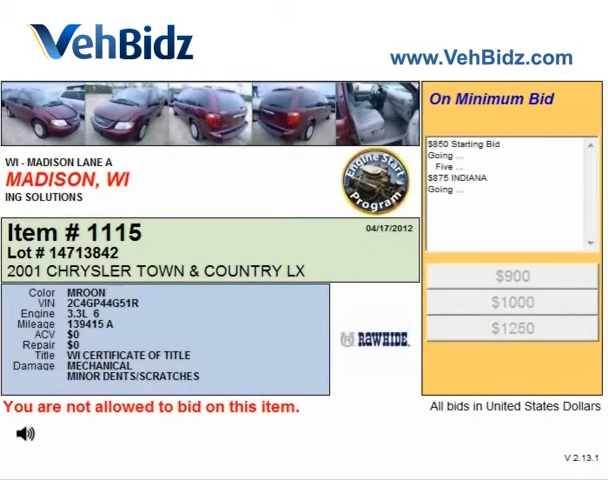 VehBidz
www.VehBidz.com
WI - MADISON LANE A
MADISON, WI
ING SOLUTIONS
Engine Start
Program
On Minimum Bid
$850 Starting Bid
Going ...
Five ...
$875 INDIANA
Going ...
Item # 1115
04/17/2012
Lot # 14713842
2001 CHRYSLER TOWN & COUNTRY LX
$900
$1000
$1250
Color MROON
VIN 2C4GP44G51R
Engine 3.3L 6
Mileage 139415 A
ACV $0
Repair $0
Title WI CERTIFICATE OF TITLE
Damage MECHANICAL
MINOR DENTS/SCRATCHES
RAWHIDE.
You are not allowed to bid on this item.
All bids in United States Dollars
V 2.13.1